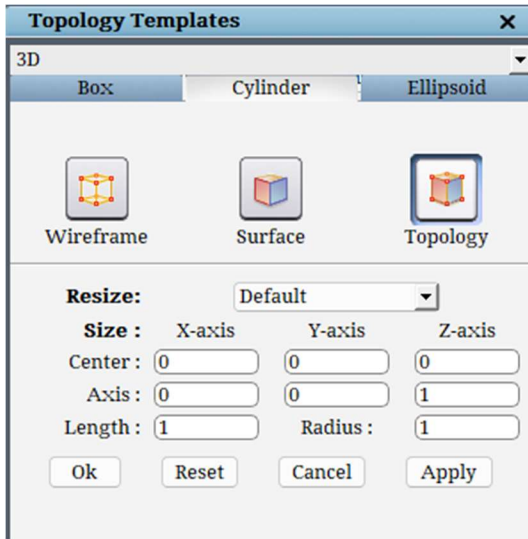 Topology Templates
3D
Box Cylinder Ellipsoid
Wireframe Surface Topology
Resize: Default
Size : X-axis Y-axis Z-axis
Center : 0 0 0
Axis : 0 0 1
Length : 1 Radius : 1
Ok Reset Cancel Apply